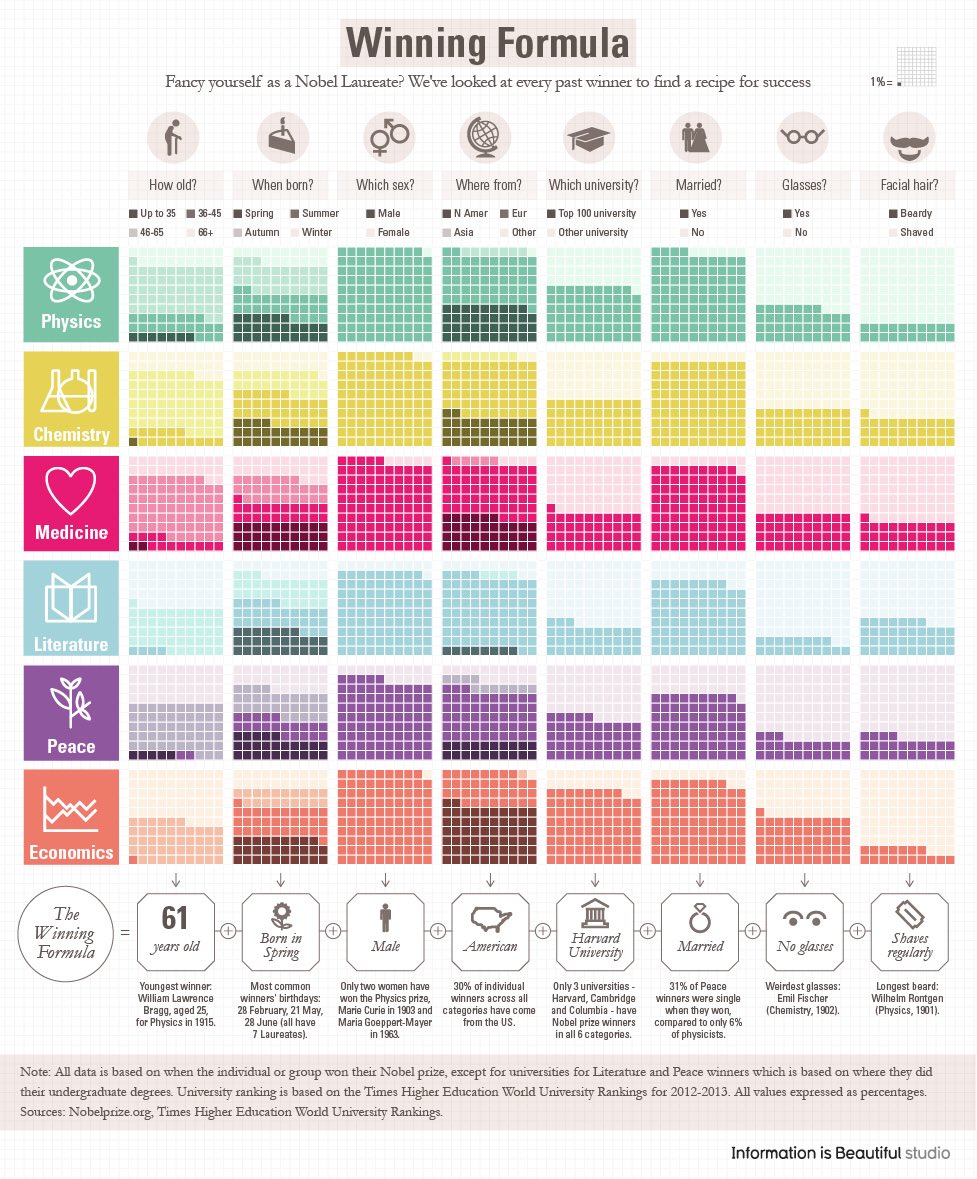 Winning Formula
Fancy yourself as a Nobel Laureate? We've looked at every past winner to find a recipe for success
1%=
How old?
When born?
Which sex?
Where from?
Which university?
Married?
Glasses?
Facial hair?
Up to 35 36-45
46-65 66+
Spring Summer
Autumn Winter
Male
Female
N Amer Eur
Asia Other
Top 100 university
Other university
Yes
No
Yes
No
Beardy
Shaved
Physics
Chemistry
Medicine
Literature
Peace
Economics
The
Winning
Formula
=
61
years old
+
Born in
Spring
+
Male
+
American
+
Harvard
University
+
Married
+
No glasses
+
Shaves
regularly
Youngest winner:
William Lawrence
Bragg, aged 25,
for Physics in 1915.
Most common
winners' birthdays:
28 February, 21 May,
28 June (all have
7 Laureates).
Only two women have
won the Physics prize,
Marie Curie in 1903 and
Maria Goeppert-Mayer
in 1963.
30% of individual
winners across all
categories have come
from the US.
Only 3 universities -
Harvard, Cambridge
and Columbia - have
Nobel prize winners
in all 6 categories.
31% of Peace
winners were single
when they won,
compared to only 6%
of physicists.
Weirdest glasses:
Emil Fischer
(Chemistry, 1902).
Longest beard:
Wilhelm Rontgen
(Physics, 1901).
Note: All data is based on when the individual or group won their Nobel prize, except for universities for Literature and Peace winners which is based on where they did
their undergraduate degrees. University ranking is based on the Times Higher Education World University Rankings for 2012-2013. All values expressed as percentages.
Sources: Nobelprize.org, Times Higher Education World University Rankings.
Information is Beautiful studio